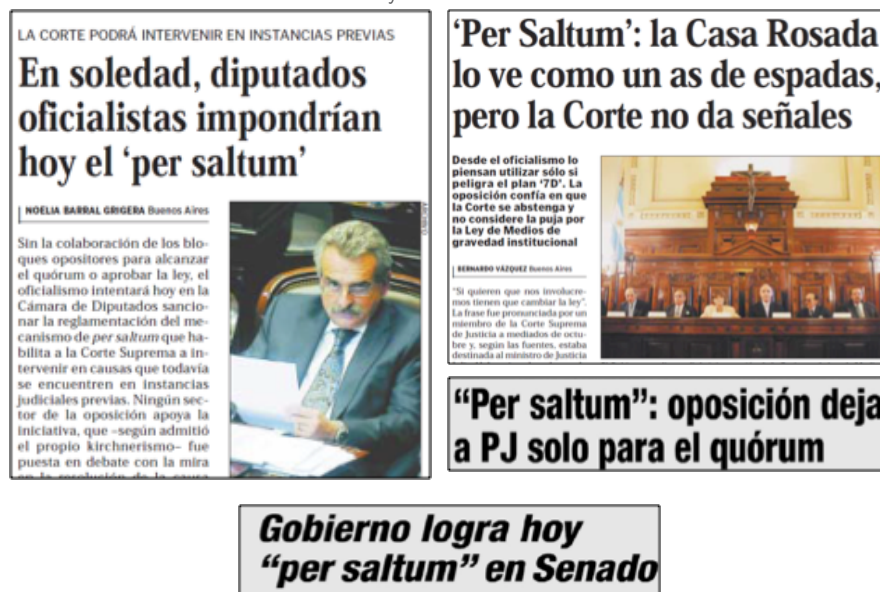 LA CORTE PODRÁ INTERVENIR EN INSTANCIAS PREVIAS
En soledad, diputados
oficialistas impondrían
hoy el ‘per saltum’
NOELIA BARRAL GRIGERA Buenos Aires
Sin la colaboración de los blo-
ques opositores para alcanzar
el quórum o aprobar la ley, el
oficialismo intentará hoy en la
Cámara de Diputados sancio-
nar la reglamentación del me-
canismo de per saltum que ha-
bilita a la Corte Suprema a in-
tervenir en causas que todavía
se encuentren en instancias
judiciales previas. Ningún sec-
tor de la oposición apoya la
iniciativa, que –según admitió
el propio kirchnerismo– fue
puesta en debate con la mira
en la resolución de la causa
ARCHIVO
‘Per Saltum’: la Casa Rosada
lo ve como un as de espadas,
pero la Corte no da señales
Desde el oficialismo lo
piensan utilizar sólo si
peligra el plan ‘7D’. La
oposición confía en que
la Corte se abstenga y
no considere la puja por
la Ley de Medios de
gravedad institucional
BERNARDO VÁZQUEZ Buenos Aires
“Si quieren que nos involucre-
mos tienen que cambiar la ley”.
La frase fue pronunciada por un
miembro de la Corte Suprema
de Justicia a mediados de octu-
bre y, según las fuentes, estaba
destinada al ministro de Justicia
“Per saltum”: oposición deja
a PJ solo para el quórum
Gobierno logra hoy
“per saltum” en Senado